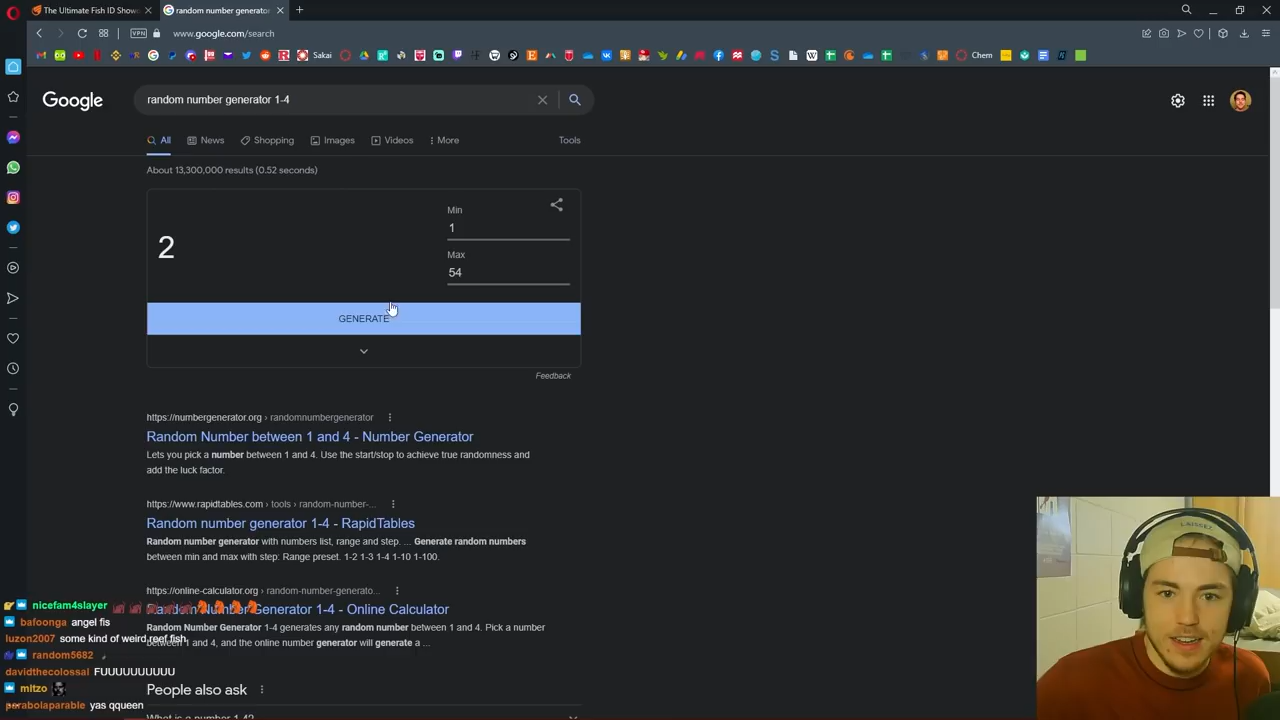 The Ultimate Fish ID Show
random number generator
VPN
www.google.com/search
Sakai
Chem
Google
random number generator 1-4
All
News
Shopping
Images
Videos
More
Tools
About 13,300,000 results (0.52 seconds)
2
Min
1
Max
54
GENERATE
Feedback
https://numbergenerator.org › randomnumbergenerator
Random Number between 1 and 4 - Number Generator
Lets you pick a number between 1 and 4. Use the start/stop to achieve true randomness and
add the luck factor.
https://www.rapidtables.com › tools › random-number-...
Random number generator 1-4 - RapidTables
Random number generator with numbers list, range and step. ... Generate random numbers
between min and max with step: Range preset. 1-2 1-3 1-4 1-10 1-100.
https://online-calculator.org › random-number-generato...
Random Number Generator 1-4 - Online Calculator
Random Number Generator 1-4 generates any random number between 1 and 4. Pick a number
between 1 and 4, and the online number generator will generate a ...
People also ask
What is a number 1 4?
nicefam4slayer
bafoonga angel fis
luzon2007 some kind of weird reef fish
random5682
davidthecolossal FUUUUUUUUUU
mitzo
parabolaparable yas qqueen